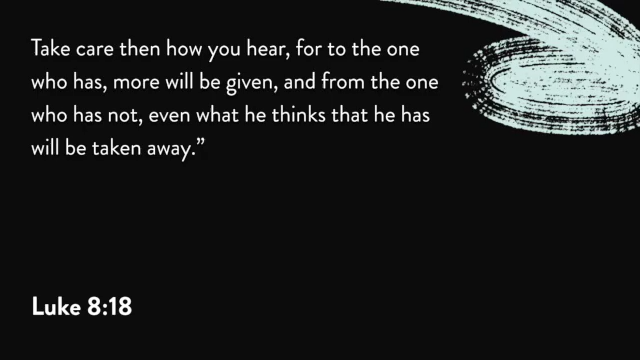 Take care then how you hear, for to the one
who has, more will be given, and from the one
who has not, even what he thinks that he has
will be taken away.”
Luke 8:18